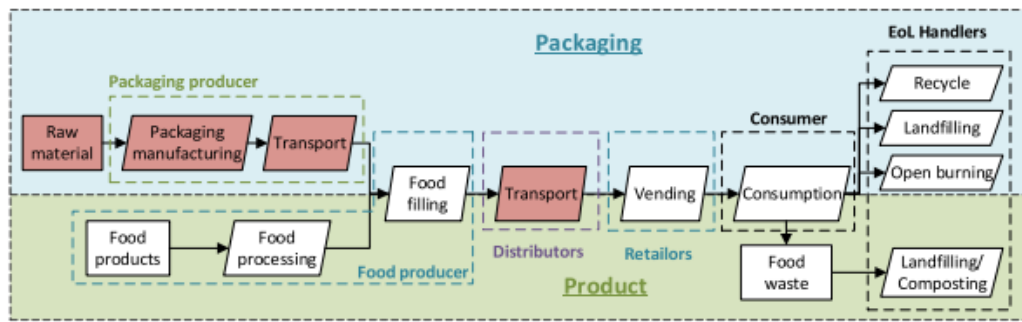 Packaging
EoL Handlers
Packaging producer
Recycle
Raw
material
Packaging
manufacturing
Transport
Consumer
Landfilling
Open burning
Food
filling
Transport
Vending
Consumption
Food
products
Food
processing
Food producer
Distributors
Retailors
Food
waste
Landfilling/
Composting
Product